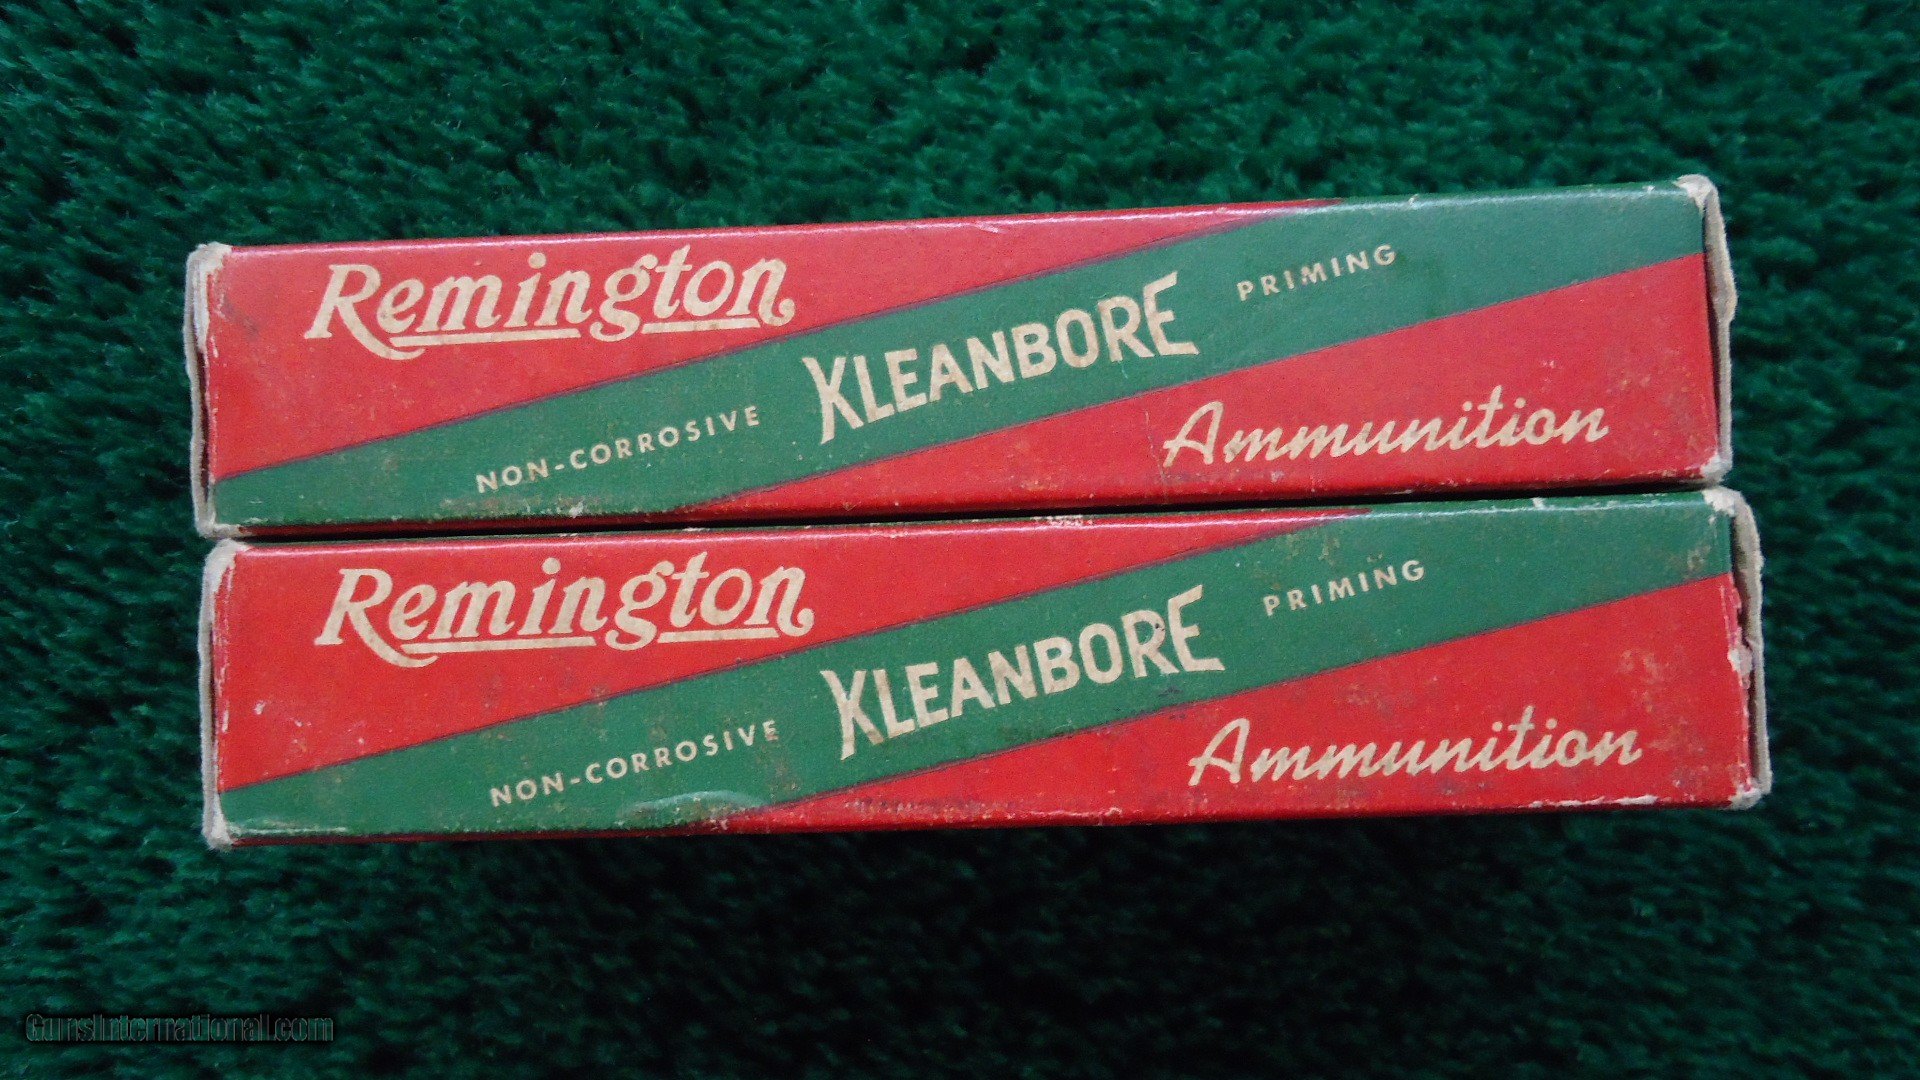 Remington
NON-CORROSIVE KLEANBORE PRIMING
Ammunition
Remington
NON-CORROSIVE KLEANBORE PRIMING
Ammunition
GunsInternational.com